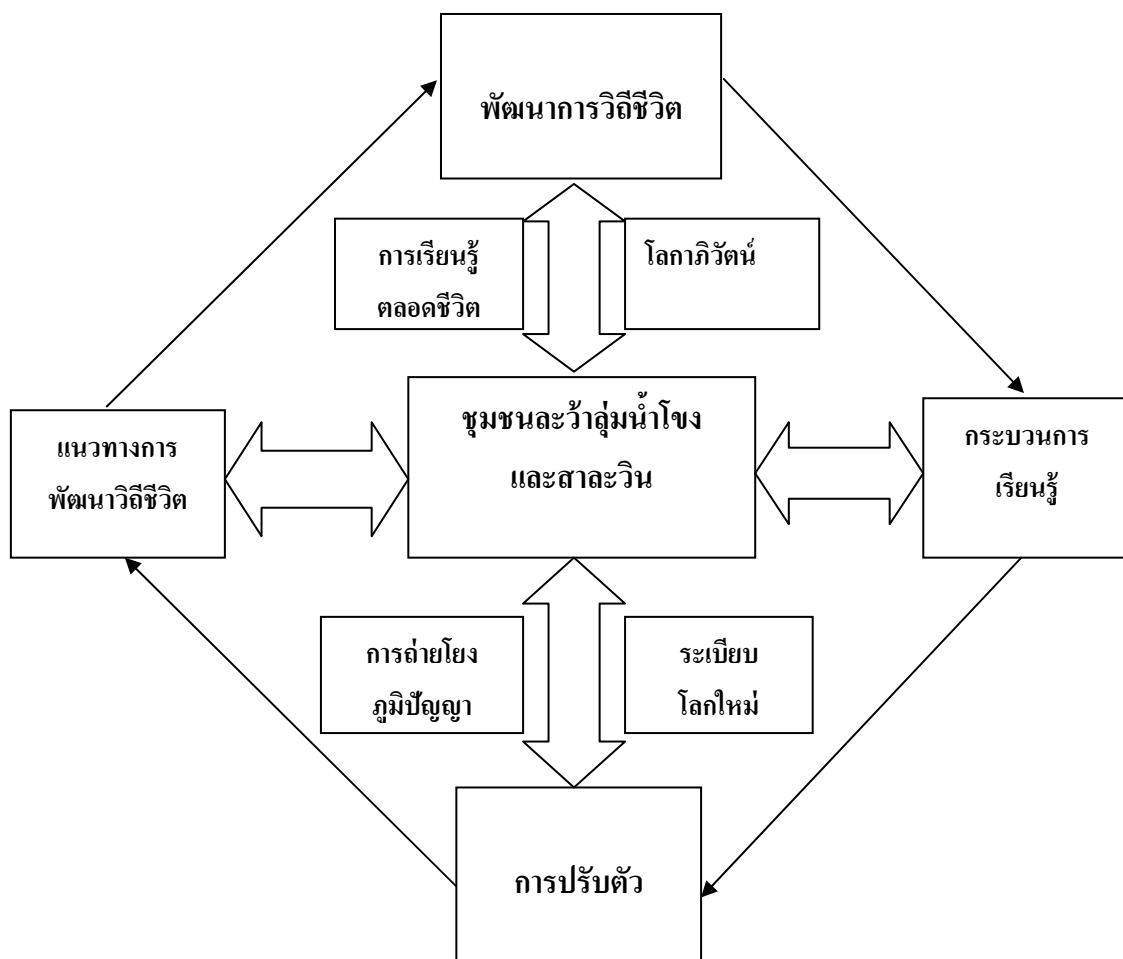 พัฒนาการวิถีชีวิต
การเรียนรู้
ตลอดชีวิต
โลกาภิวัตน์
ชุมชนละว้าลุ่มน้ำโขง
และสาละวิน
แนวทางการ
พัฒนาวิถีชีวิต
กระบวนการ
เรียนรู้
การถ่ายโยง
ภูมิปัญญา
ระเบียบ
โลกใหม่
การปรับตัว